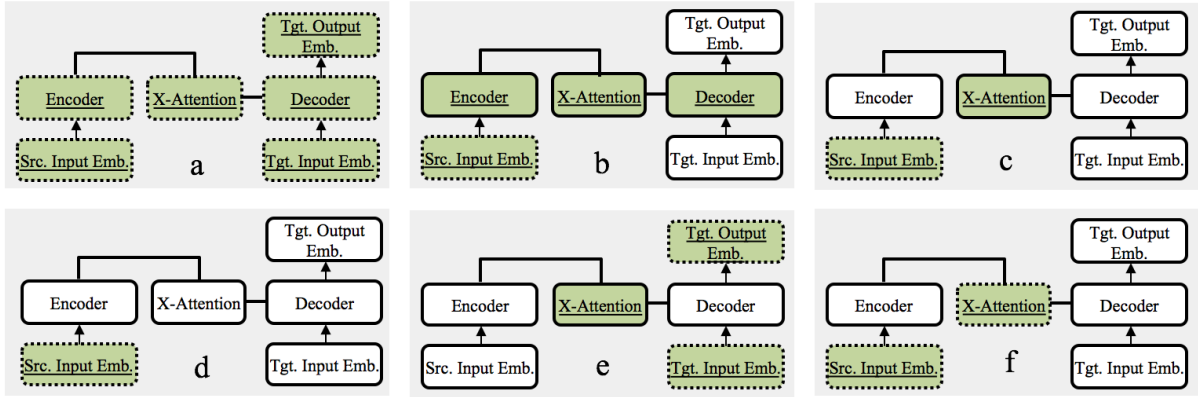 Tgt. Output
Emb.
Encoder
X-Attention
Decoder
Src. Input Emb.
a
Tgt. Input Emb.
Tgt. Output
Emb.
Encoder
X-Attention
Decoder
Src. Input Emb.
b
Tgt. Input Emb.
Tgt. Output
Emb.
Encoder
X-Attention
Decoder
Src. Input Emb.
c
Tgt. Input Emb.
Tgt. Output
Emb.
Encoder
X-Attention
Decoder
Src. Input Emb.
d
Tgt. Input Emb.
Tgt. Output
Emb.
Encoder
X-Attention
Decoder
Src. Input Emb.
e
Tgt. Input Emb.
Tgt. Output
Emb.
Encoder
X-Attention
Decoder
Src. Input Emb.
f
Tgt. Input Emb.